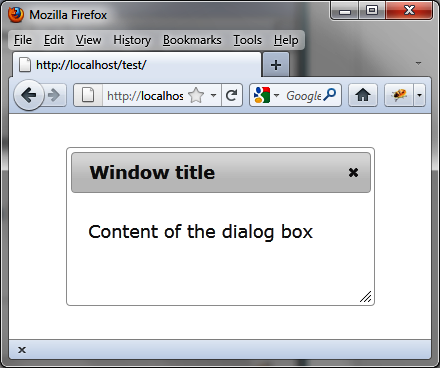 Mozilla Firefox
File Edit View History Bookmarks Tools Help
http://localhost/test/
http://localhos Google
Window title
Content of the dialog box